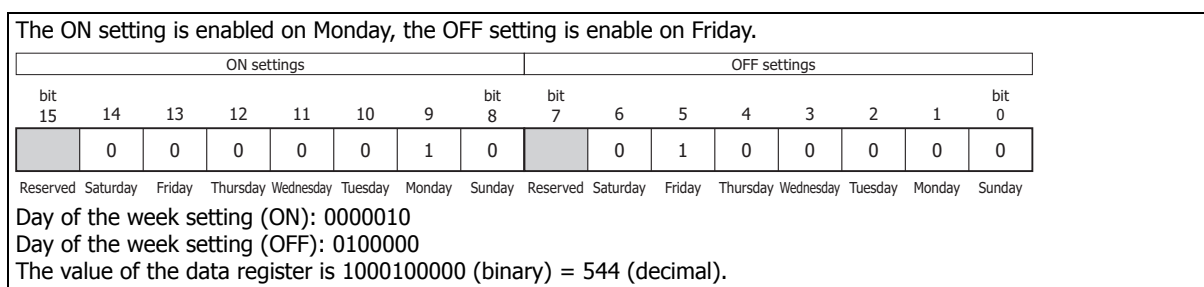 The ON setting is enabled on Monday, the OFF setting is enable on Friday.
ON settings OFF settings
bit 15 14 13 12 11 10 9 bit 8 bit 7 6 5 4 3 2 1 bit 0
0 0 0 0 0 1 0 0 1 0 0 0 0 0
Reserved Saturday Friday Thursday Wednesday Tuesday Monday Sunday Reserved Saturday Friday Thursday Wednesday Tuesday Monday Sunday
Day of the week setting (ON): 0000010
Day of the week setting (OFF): 0100000
The value of the data register is 1000100000 (binary) = 544 (decimal).